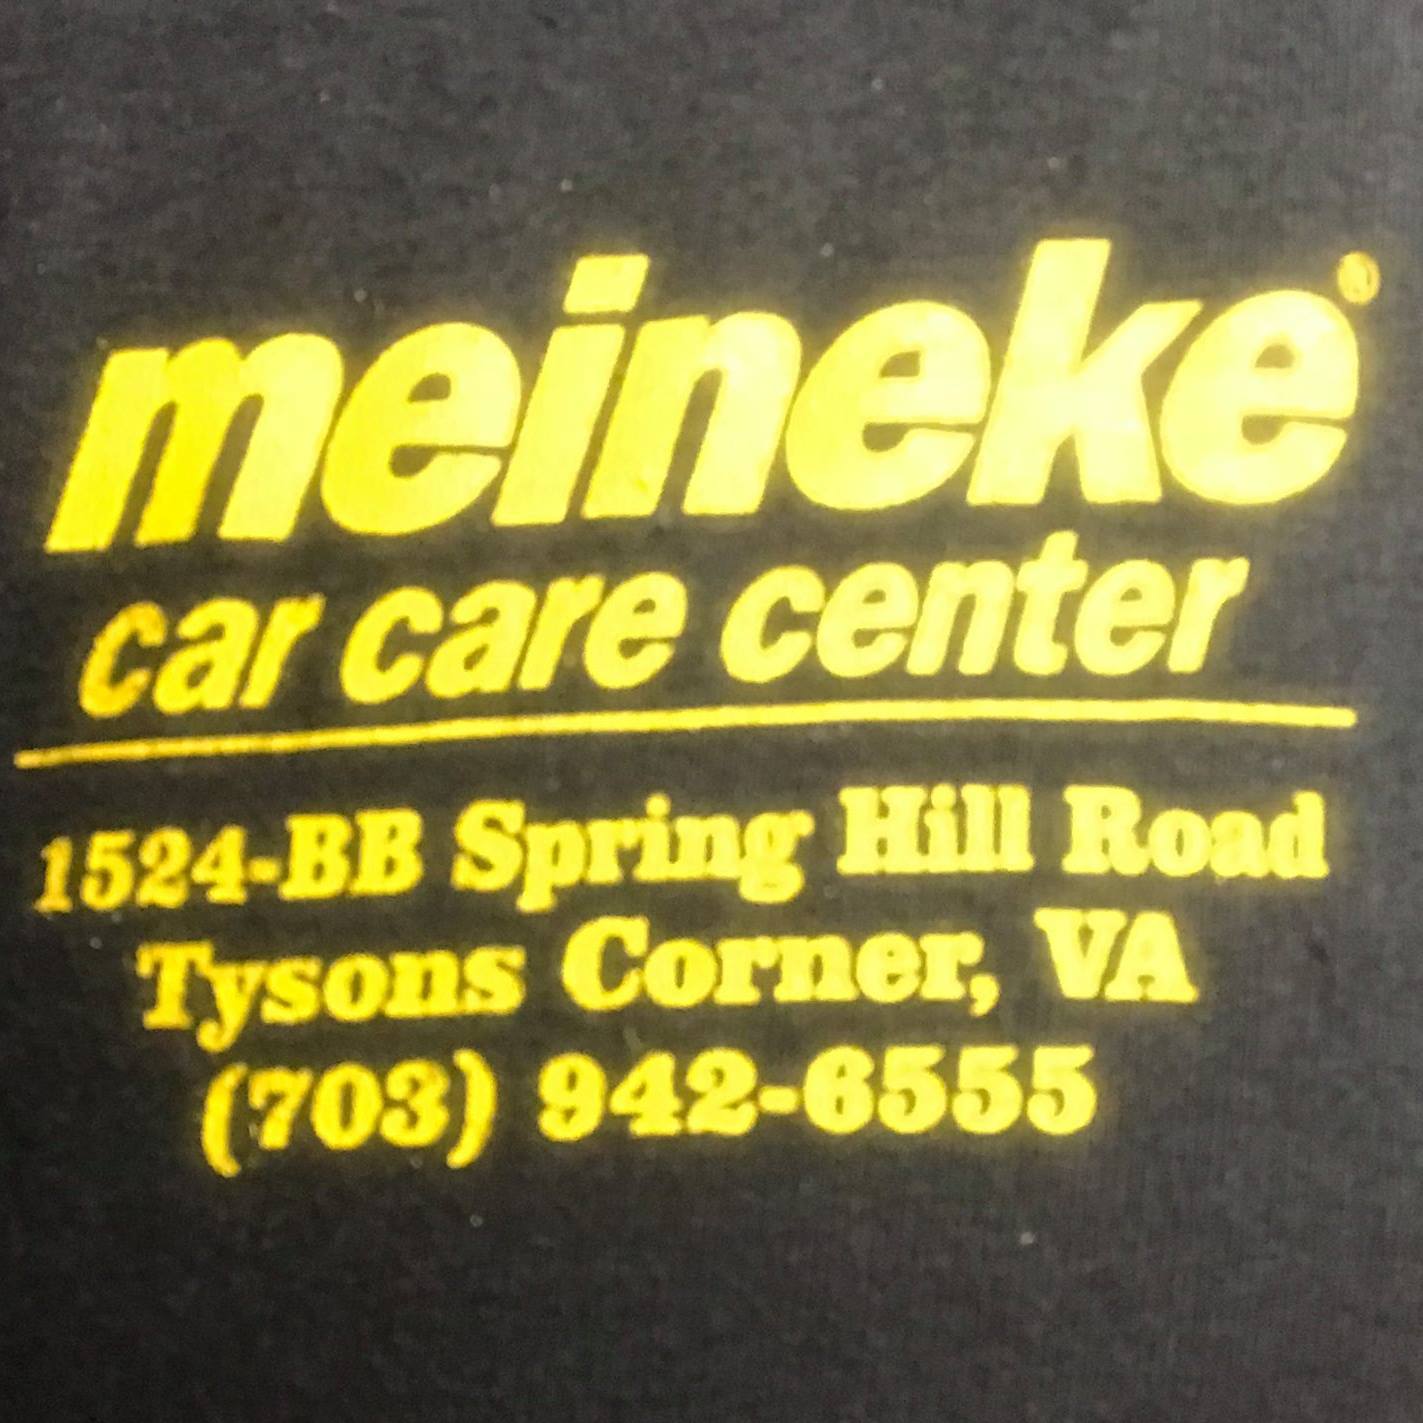 meineke®
car care center
1524-BB Spring Hill Road
Tysons Corner, VA
(703) 942-6555